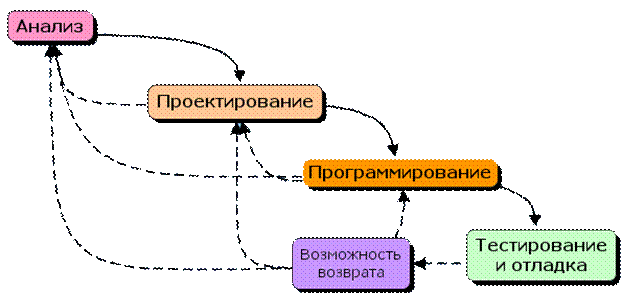 Анализ
Проектирование
Программирование
Тестирование
и отладка
Возможность
возврата